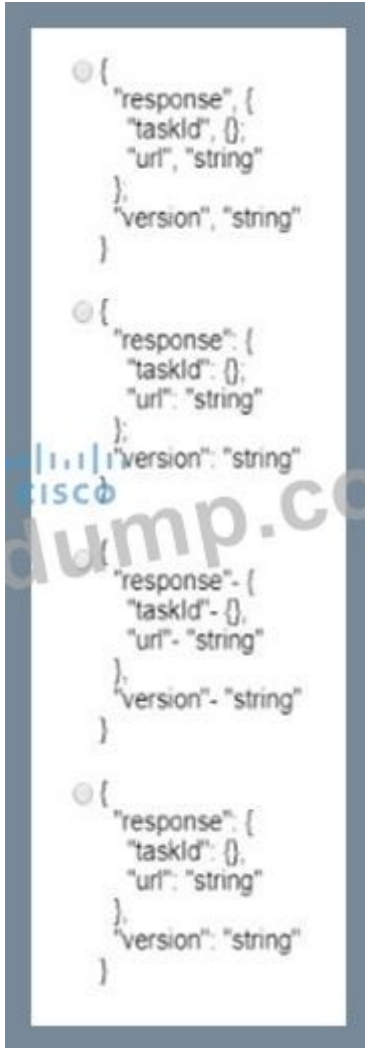 {
"response", {
"taskId", {};
"url", "string"
},
"version", "string"
}
{
"response": {
"taskId": {};
"url": "string"
};
"version": "string"
}
CISCO
dump.co
{
"response"- {
"taskId"- {},
"url"- "string"
},
"version"- "string"
}
{
"response": {
"taskId": {},
"url": "string"
},
"version": "string"
}